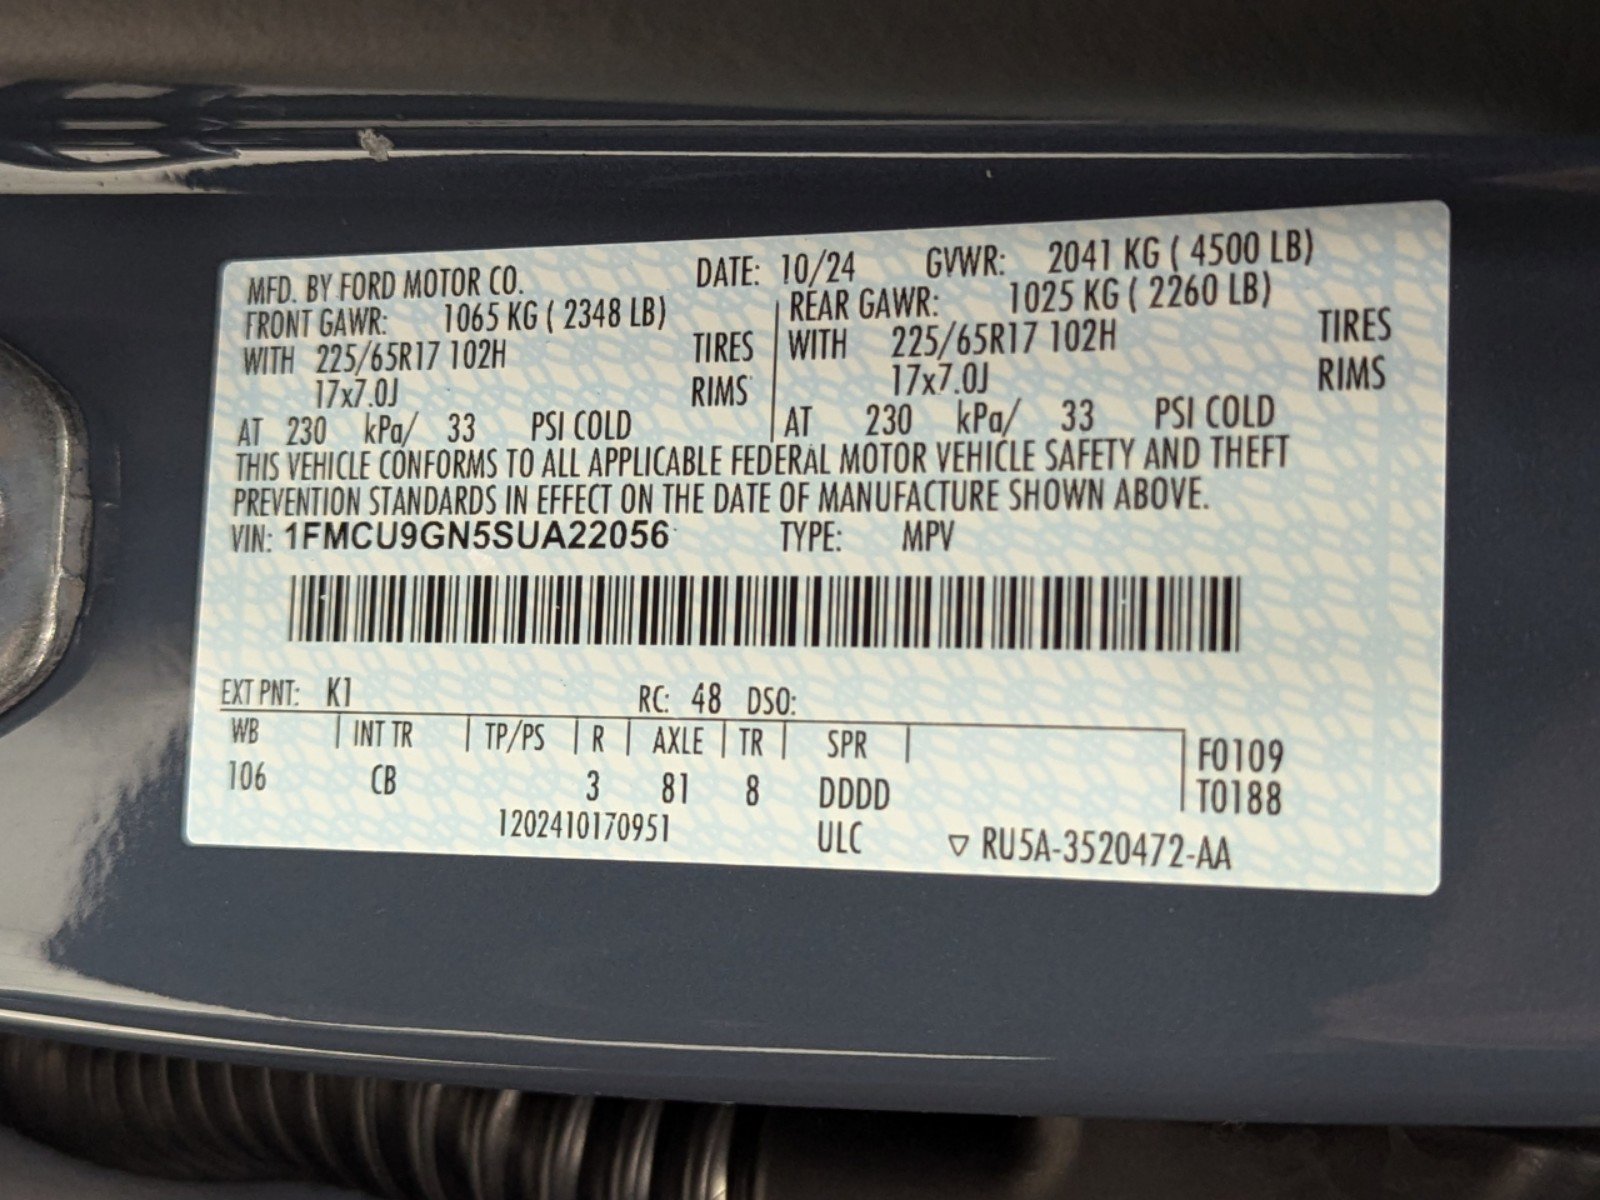 MFD. BY FORD MOTOR CO. DATE: 10/24 GVWR: 2041 KG ( 4500 LB)
FRONT GAWR: 1065 KG ( 2348 LB) REAR GAWR: 1025 KG ( 2260 LB)
WITH 225/65R17 102H TIRES WITH 225/65R17 102H TIRES
17x7.0J RIMS 17x7.0J RIMS
AT 230 kPa/ 33 PSI COLD AT 230 kPa/ 33 PSI COLD
THIS VEHICLE CONFORMS TO ALL APPLICABLE FEDERAL MOTOR VEHICLE SAFETY AND THEFT
PREVENTION STANDARDS IN EFFECT ON THE DATE OF MANUFACTURE SHOWN ABOVE.
VIN: 1FMCU9GN5SUA22056 TYPE: MPV
EXT PNT: K1 RC: 48 DSO:
WB INT TR TP/PS R AXLE TR SPR F0109
106 CB 3 81 8 DDDD T0188
1202410170951 ULC ▽ RU5A-3520472-AA